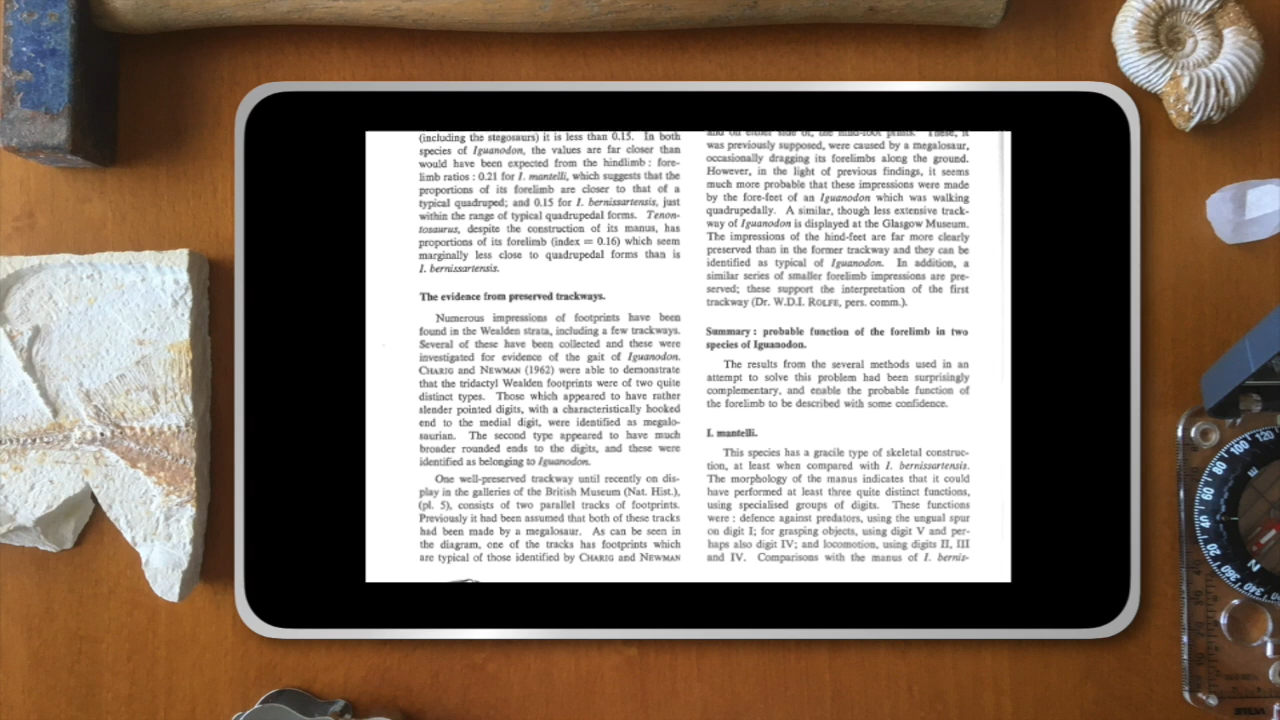 (including the stegosaurs) it is less than 0.15. In both
species of Iguanodon, the values are far closer than
would have been expected from the hindlimb : fore-
limb ratios : 0.21 for I. mantelli, which suggests that the
proportions of its forelimb are closer to that of a
typical quadruped; and 0.15 for I. bernissartensis, just
within the range of typical quadrupedal forms. Tenon-
tosaurus, despite the construction of its manus, has
proportions of its forelimb (index = 0.16) which seem
marginally less close to quadrupedal forms than is
I. bernissartensis.
The evidence from preserved trackways.
Numerous impressions of footprints have been
found in the Wealden strata, including a few trackways.
Several of these have been collected and these were
investigated for evidence of the gait of Iguanodon.
CHARIG and NEWMAN (1962) were able to demonstrate
that the tridactyl Wealden footprints were of two quite
distinct types. Those which appeared to have rather
slender pointed digits, with a characteristically hooked
end to the medial digit, were identified as megalo-
saurian. The second type appeared to have much
broader rounded ends to the digits, and these were
identified as belonging to Iguanodon.
One well-preserved trackway until recently on dis-
play in the galleries of the British Museum (Nat. Hist.),
(pl. 5), consists of two parallel tracks of footprints.
Previously it had been assumed that both of these tracks
had been made by a megalosaur. As can be seen in
the diagram, one of the tracks has footprints which
are typical of those identified by CHARIG and NEWMAN
and on either side of, the hind-foot prints. These, it
was previously supposed, were caused by a megalosaur,
occasionally dragging its forelimbs along the ground.
However, in the light of previous findings, it seems
much more probable that these impressions were made
by the fore-feet of an Iguanodon which was walking
quadrupedally. A similar, though less extensive track-
way of Iguanodon is displayed at the Glasgow Museum.
The impressions of the hind-feet are far more clearly
preserved than in the former trackway and they can be
identified as typical of Iguanodon. In addition, a
similar series of smaller forelimb impressions are pre-
served; these support the interpretation of the first
trackway (Dr. W.D.I. ROLFE, pers. comm.).
Summary : probable function of the forelimb in two
species of Iguanodon.
The results from the several methods used in an
attempt to solve this problem had been surprisingly
complementary, and enable the probable function of
the forelimb to be described with some confidence.
I. mantelli.
This species has a gracile type of skeletal construc-
tion, at least when compared with I. bernissartensis.
The morphology of the manus indicates that it could
have performed at least three quite distinct functions,
using specialised groups of digits. These functions
were : defence against predators, using the ungual spur
on digit I; for grasping objects, using digit V and per-
haps also digit IV; and locomotion, using digits II, III
and IV. Comparisons with the manus of I. bernis-
120
100
80
60
40
20
N
360
340
SILVA